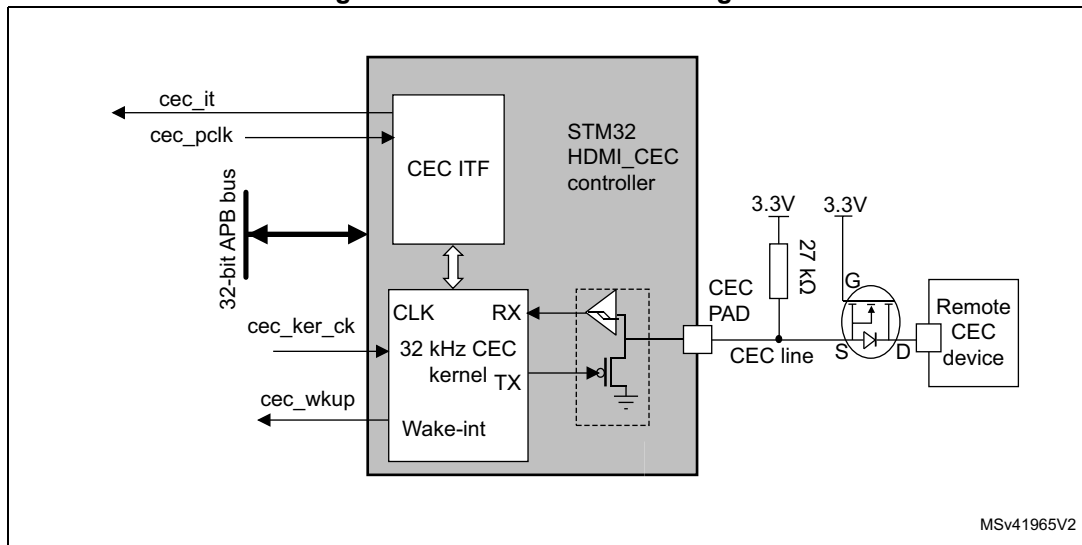 cec_it
cec_pclk
CEC ITF
STM32
HDMI_CEC
controller
32-bit APB bus
3.3V
3.3V
27 kΩ
G
CEC
PAD
CLK
RX
cec_ker_ck
32 kHz CEC
kernel
TX
CEC line
S
D
Remote
CEC
device
cec_wkup
Wake-int
MSv41965V2